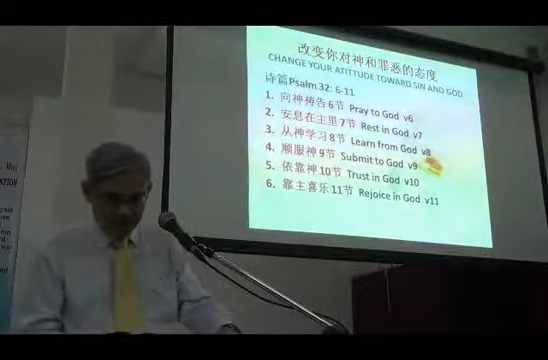 改变你对神和罪恶的态度
CHANGE YOUR ATITTUDE TOWARD SIN AND GOD
诗篇Psalm 32: 6-11
1. 向神祷告6节 Pray to God v6
2. 安息在主里7节 Rest in God v7
3. 从神学习8节 Learn from God v8
4. 顺服神9节 Submit to God v9
5. 依靠神10节 Trust in God v10
6. 靠主喜乐11节 Rejoice in God v11